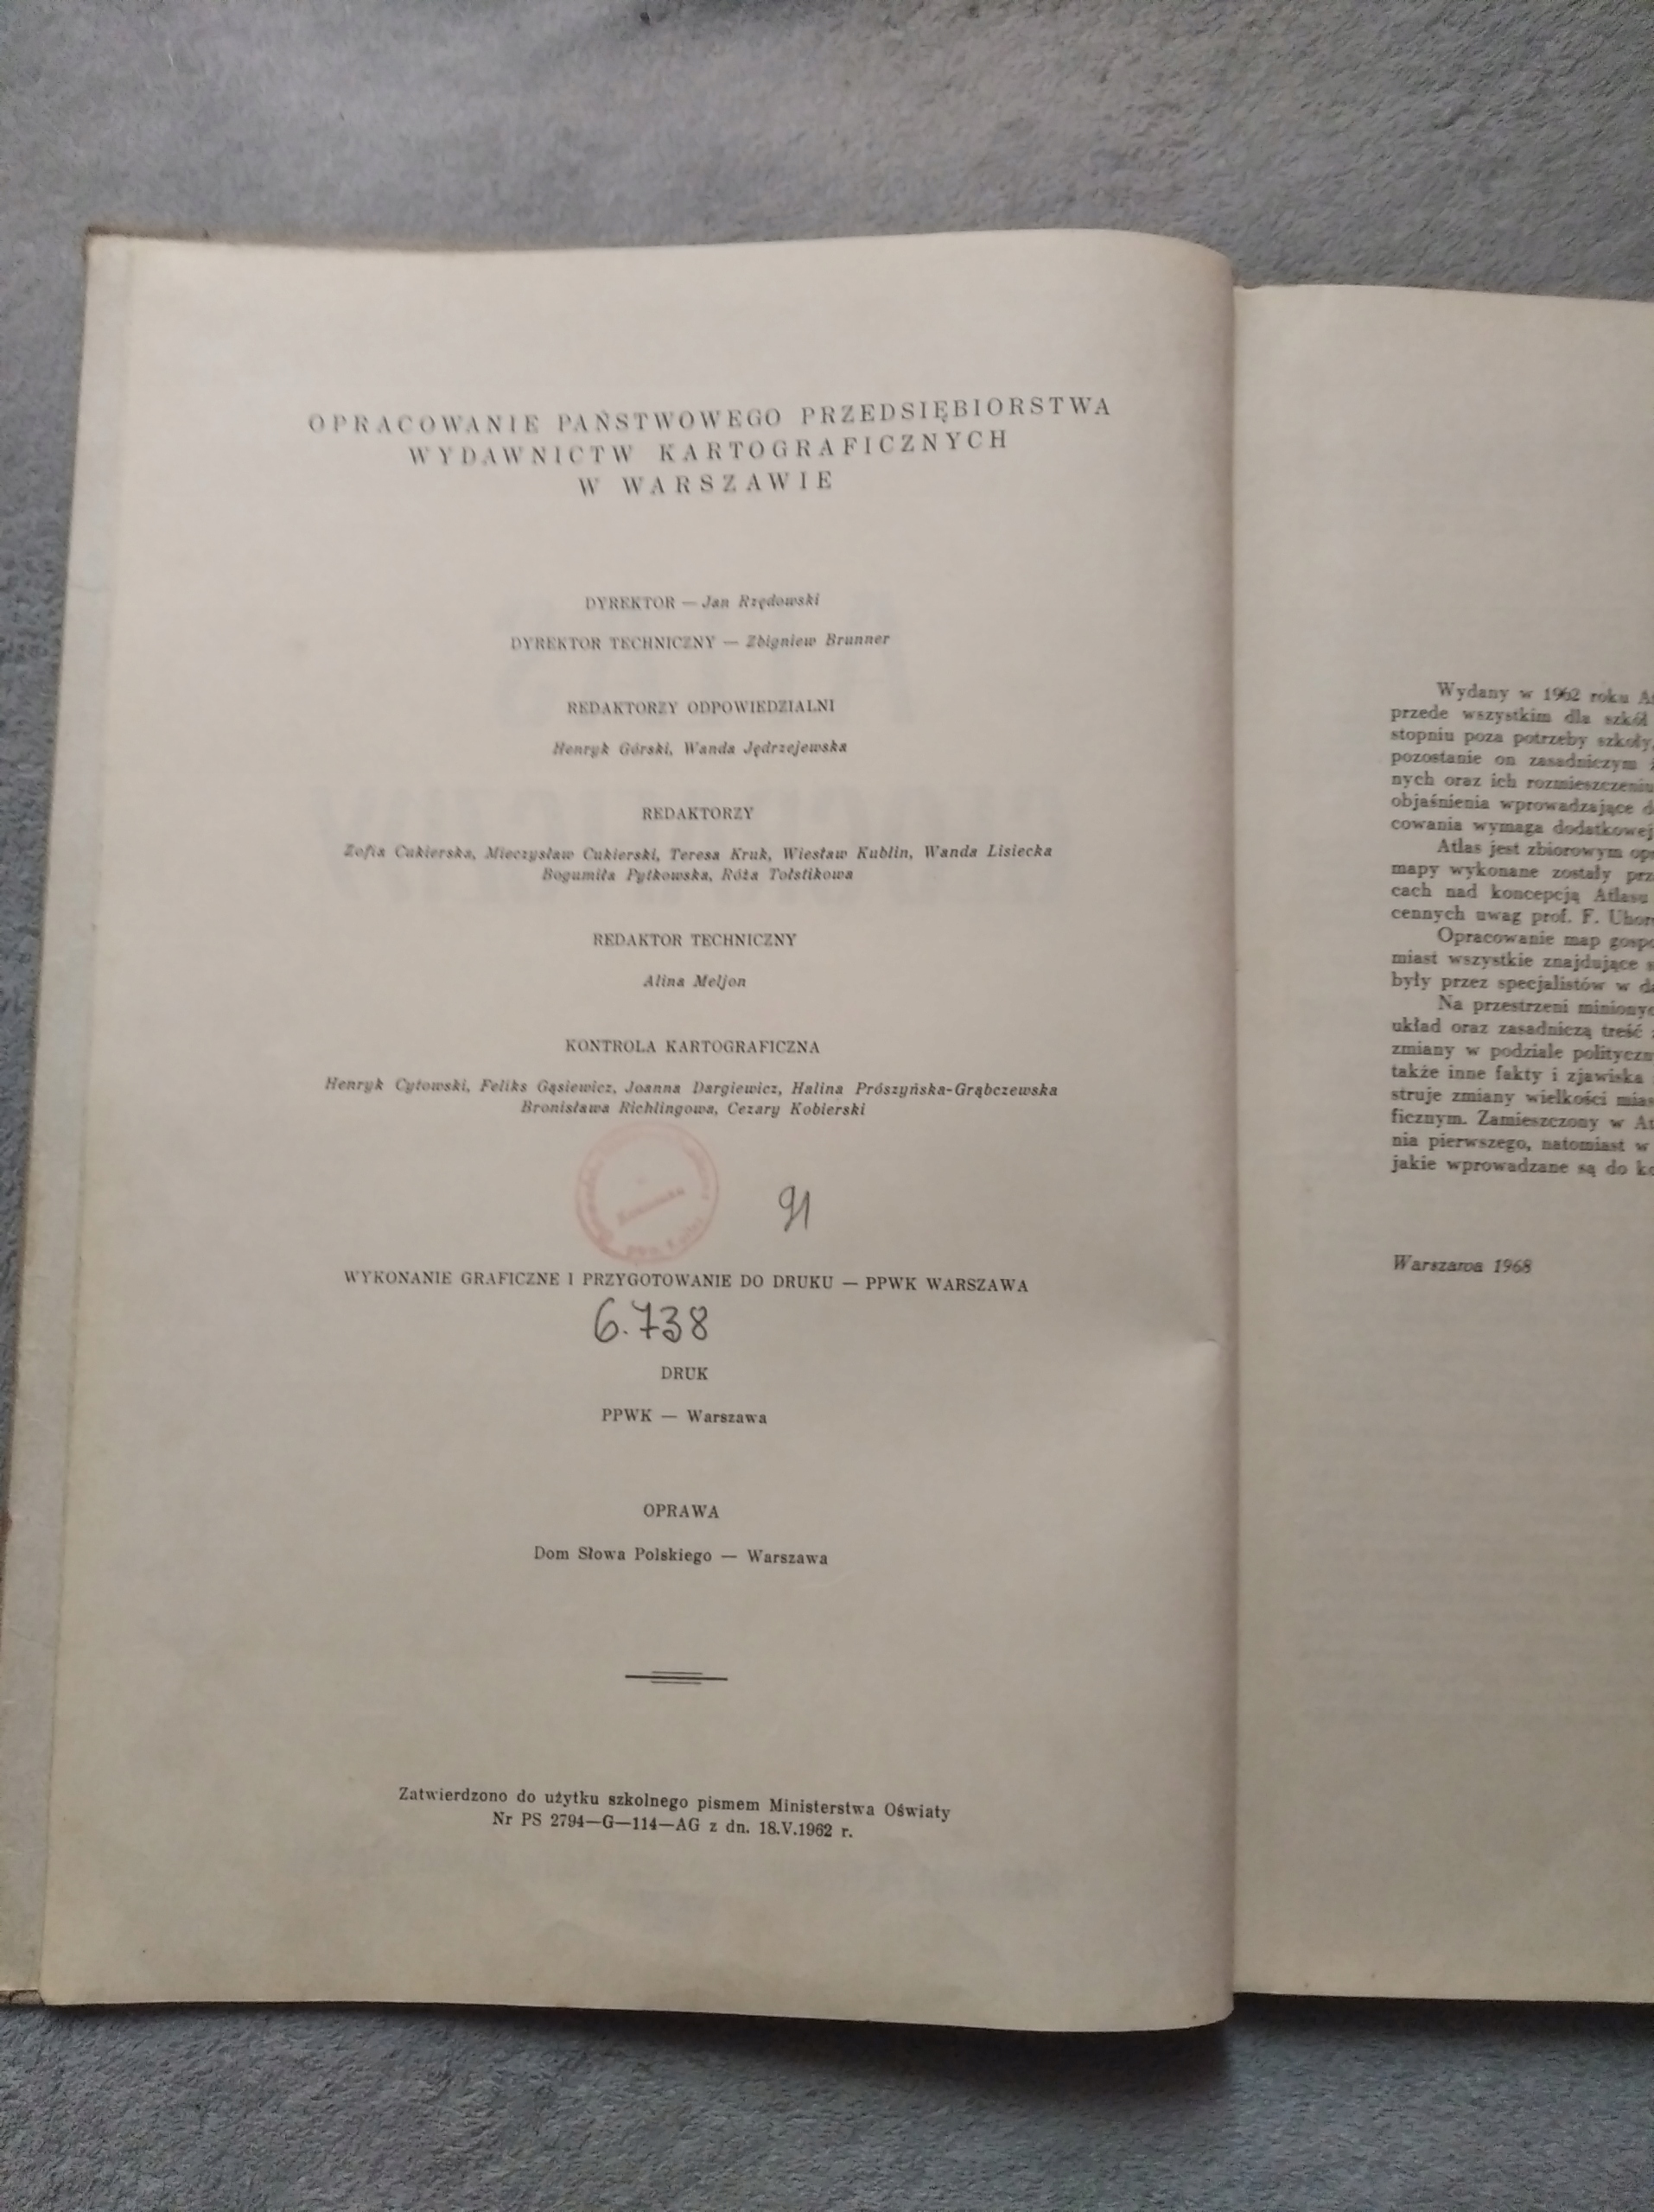 OPRACOWANIE PAŃSTWOWEGO PRZEDSIĘBIORSTWA
WYDAWNICTW KARTOGRAFICZNYCH
W WARSZAWIE
DYREKTOR — Jan Rzędowski
DYREKTOR TECHNICZNY — Zbigniew Brunner
REDAKTORZY ODPOWIEDZIALNI
Henryk Górski, Wanda Jędrzejewska
REDAKTORZY
Zofia Cukierska, Mieczysław Cukierski, Teresa Kruk, Wiesław Kublin, Wanda Lisiecka
Bogumiła Pytkowska, Róża Tołstikowa
REDAKTOR TECHNICZNY
Alina Meljon
KONTROLA KARTOGRAFICZNA
Henryk Cytowski, Feliks Gąsiewicz, Joanna Dargiewicz, Halina Prószyńska-Grąbczewska
Bronisława Richlingowa, Cezary Kobierski
91
WYKONANIE GRAFICZNE I PRZYGOTOWANIE DO DRUKU — PPWK WARSZAWA
6.738
DRUK
PPWK — Warszawa
OPRAWA
Dom Słowa Polskiego — Warszawa
Zatwierdzono do użytku szkolnego pismem Ministerstwa Oświaty
Nr PS 2794—G—114—AG z dn. 18.V.1962 r.
Wydany w 1962 roku
przede wszystkim dla szkół
stopniu poza potrzeby szkoły,
pozostanie on zasadniczym
nych oraz ich rozmieszczeniu
objaśnienia wprowadzające
cowania wymaga dodatkowej
Atlas jest zbiorowym
mapy wykonane zostały
cach nad koncepcją Atlasu
cennych uwag prof. F.
Opracowanie map
miast wszystkie znajdujące
były przez specjalistów w
Na przestrzeni
układ oraz zasadniczą treść
zmiany w podziale
także inne fakty i zjawiska
struje zmiany wielkości
ficznym. Zamieszczony w
nia pierwszego, natomiast w
jakie wprowadzane są do
Warszawa 1968